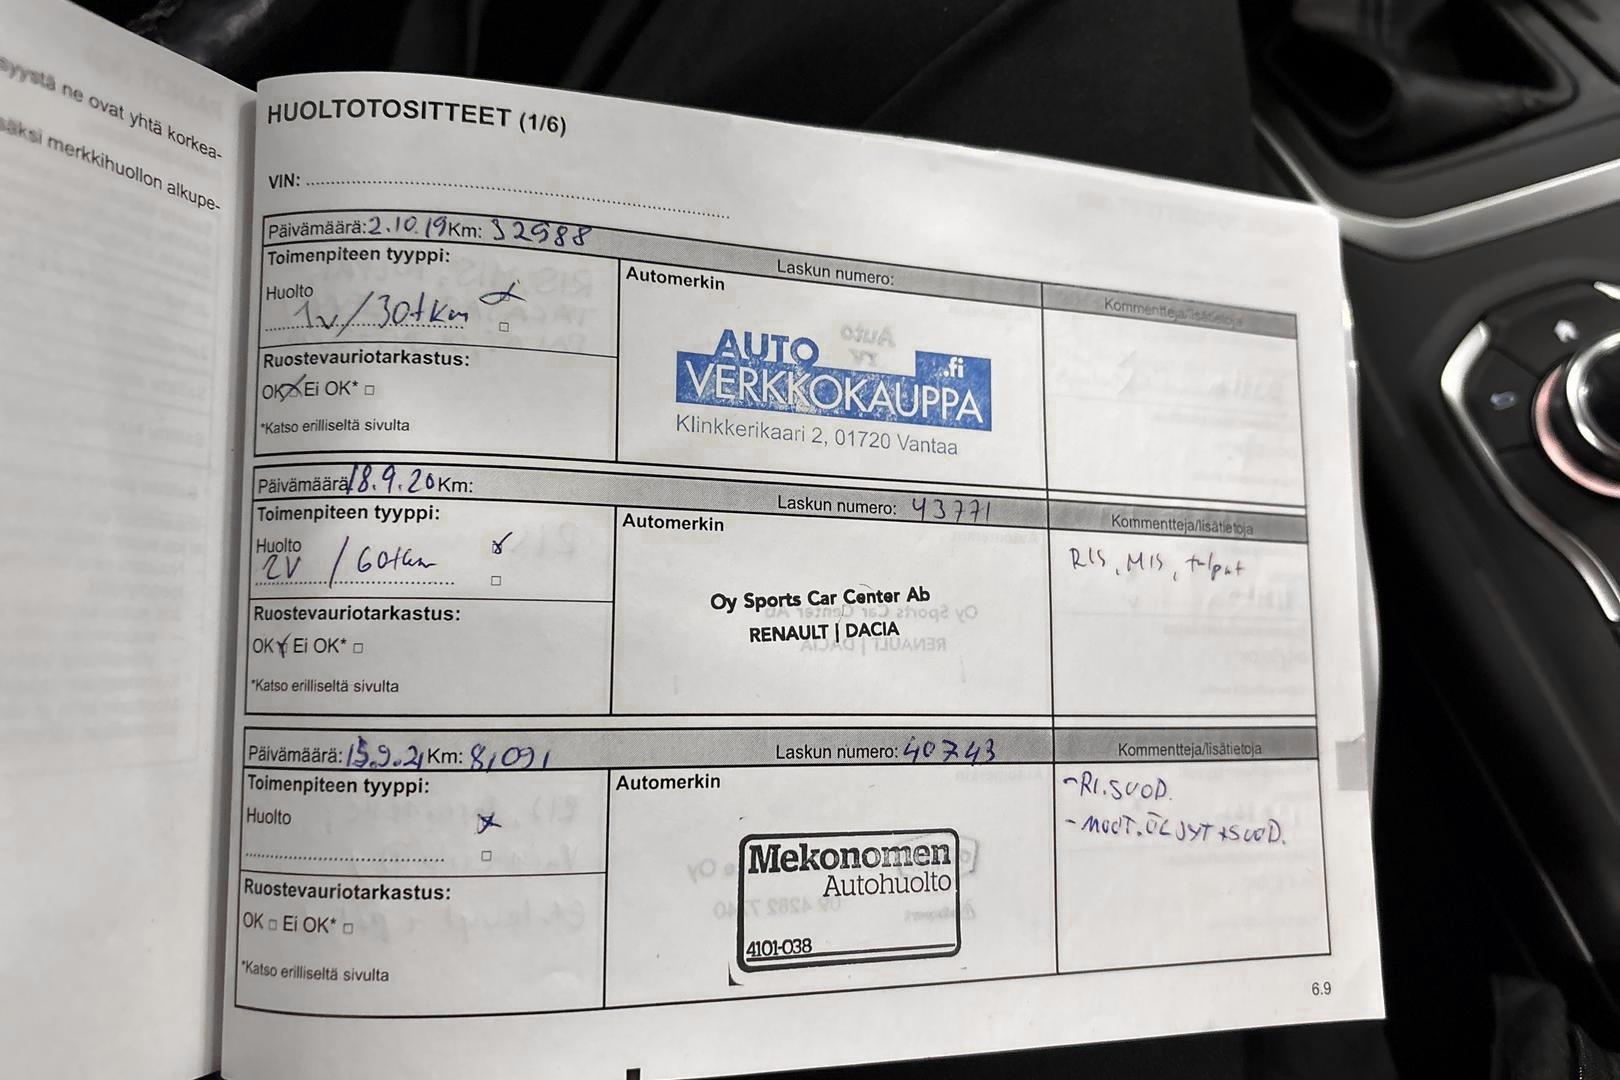 syystä ne ovat yhtä korkea-
säksi merkkihuollon alkupe-
HUOLTOTOSITTEET (1/6)
VIN:
Päivämäärä: 2.10.19 Km: 32988
Laskun numero:
Kommentteja/lisätietoja
Toimenpiteen tyyppi:
Automerkin
Huolto
1v/30tkm
AUTO
VERKKOKAUPPA.fi
Klinkkerikaari 2, 01720 Vantaa
Ruostevauriotarkastus:
OK Ei OK*
*Katso erilliseltä sivulta
Päivämäärä 18.9.20 Km:
Laskun numero: 43771
Kommentteja/lisätietoja
Toimenpiteen tyyppi:
Automerkin
Huolto
2V / 60tkm
RIS, MIS, tulpat
Oy Sports Car Center Ab
RENAULT | DACIA
Ruostevauriotarkastus:
OK Ei OK*
*Katso erilliseltä sivulta
Päivämäärä: 15.9.21 Km: 81091
Laskun numero: 40743
Kommentteja/lisätietoja
Toimenpiteen tyyppi:
Automerkin
Huolto
-RI.SUOD.
-MOOT.ÖLJYT+SUOD.
Mekonomen
Autohuolto
4101-038
Ruostevauriotarkastus:
OK Ei OK*
*Katso erilliseltä sivulta
6.9